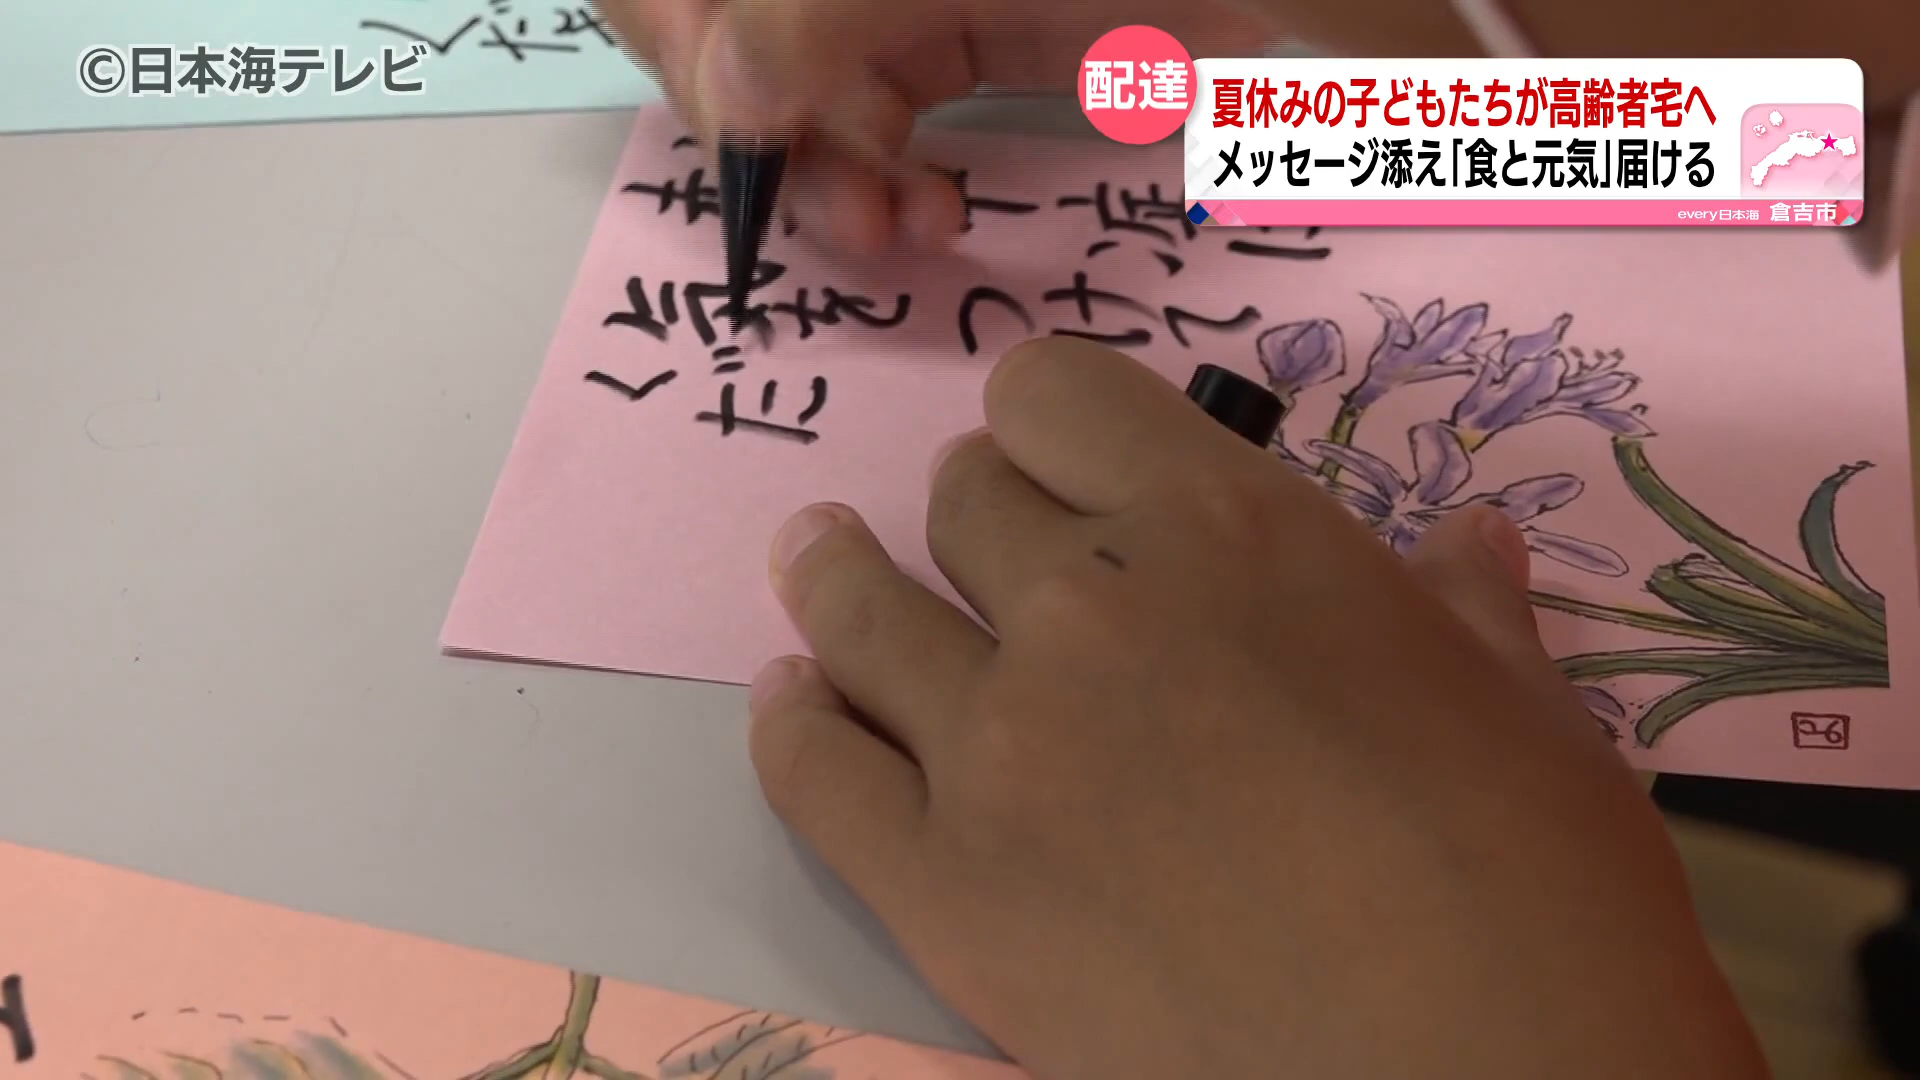 ©日本海テレビ
配達
夏休みの子どもたちが高齢者宅へ
メッセージ添え「食と元気」届ける
every日本海 倉吉市
くださ
症に
つけて
気を
くだ